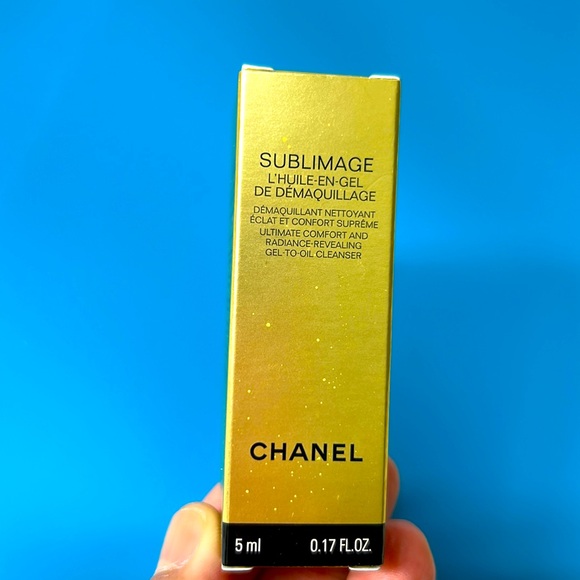 SUBLIMAGE
L'HUILE-EN-GEL
DE DÉMAQUILLAGE
DÉMAQUILLANT NETTOYANT
ÉCLAT ET CONFORT SUPRÊME
ULTIMATE COMFORT AND
RADIANCE-REVEALING
GEL-TO-OIL CLEANSER
CHANEL
5 ml 0.17 FL.OZ.